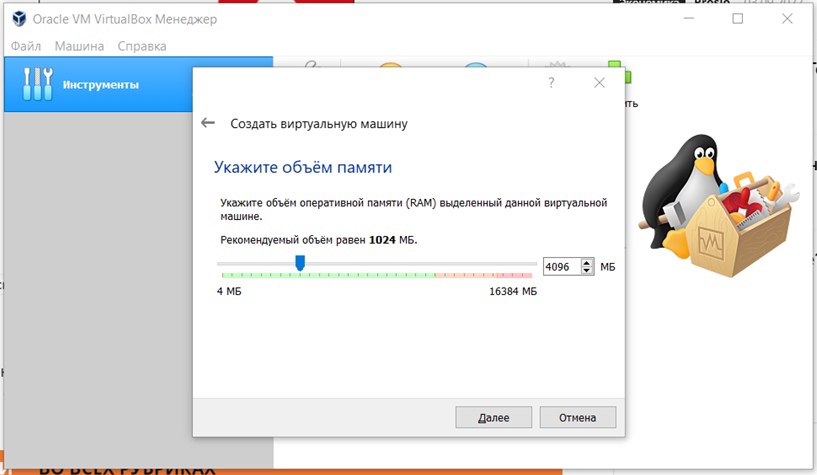 Oracle VM VirtualBox Менеджер
Файл Машина Справка
Инструменты
?
Создать виртуальную машину
Укажите объём памяти
Укажите объём оперативной памяти (RAM) выделенный данной виртуальной
машине.
Рекомендуемый объём равен 1024 МБ.
4096 МБ
4 МБ 16384 МБ
Далее Отмена
ВО ВСЕХ РУБРИКАХ